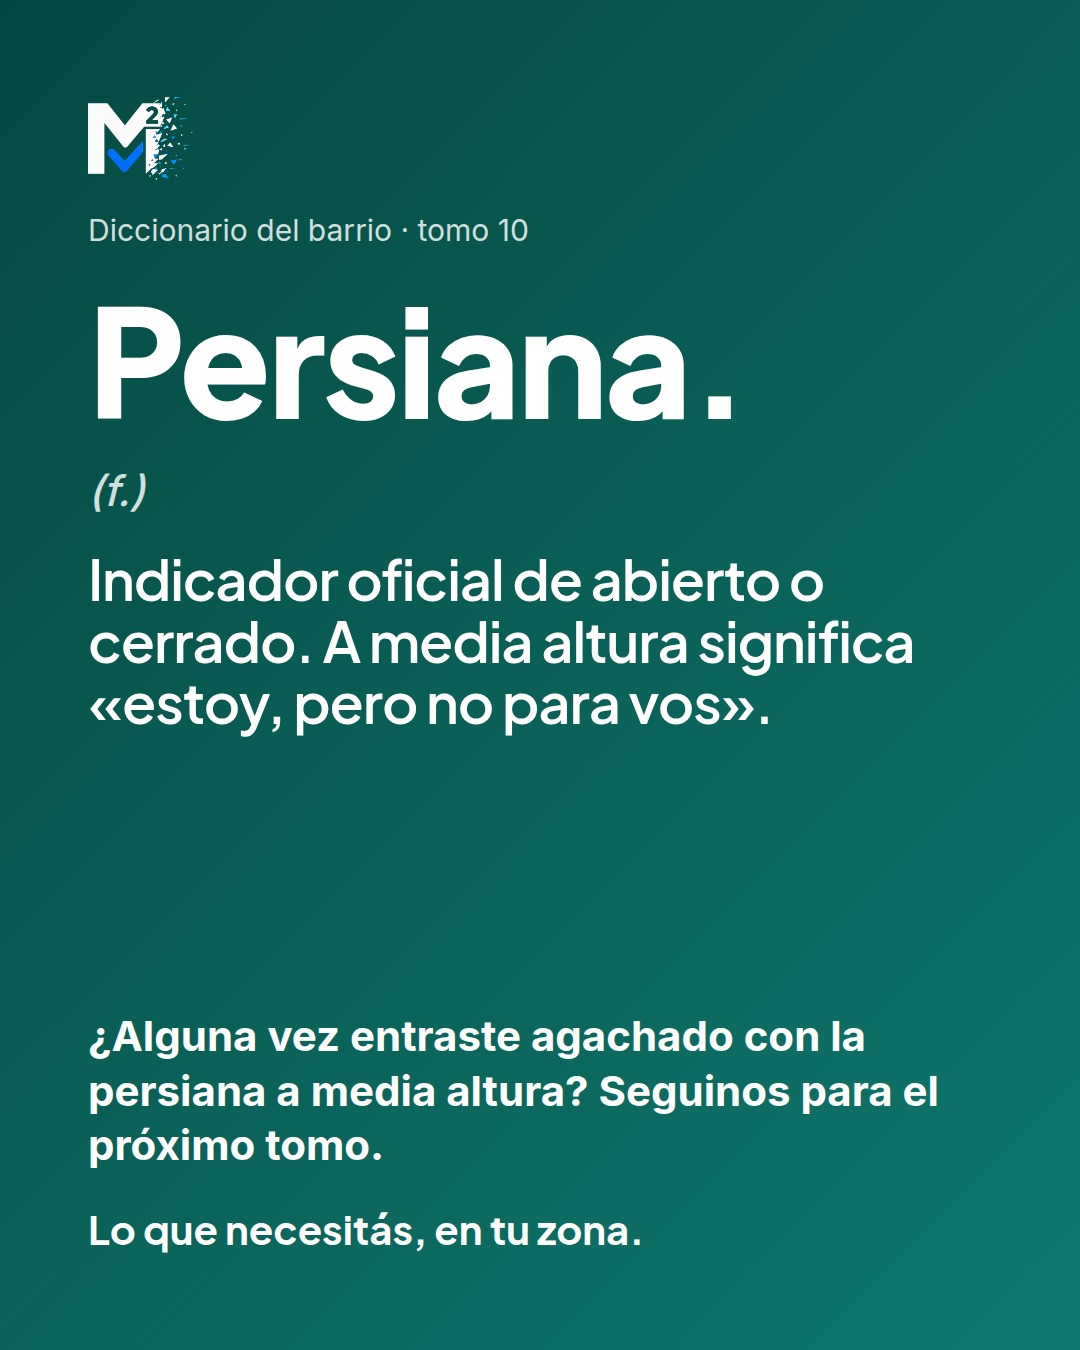 M2
Diccionario del barrio · tomo 10
Persiana.
(f.)
Indicador oficial de abierto o
cerrado. A media altura significa
«estoy, pero no para vos».
¿Alguna vez entraste agachado con la
persiana a media altura? Seguinos para el
próximo tomo.
Lo que necesitás, en tu zona.